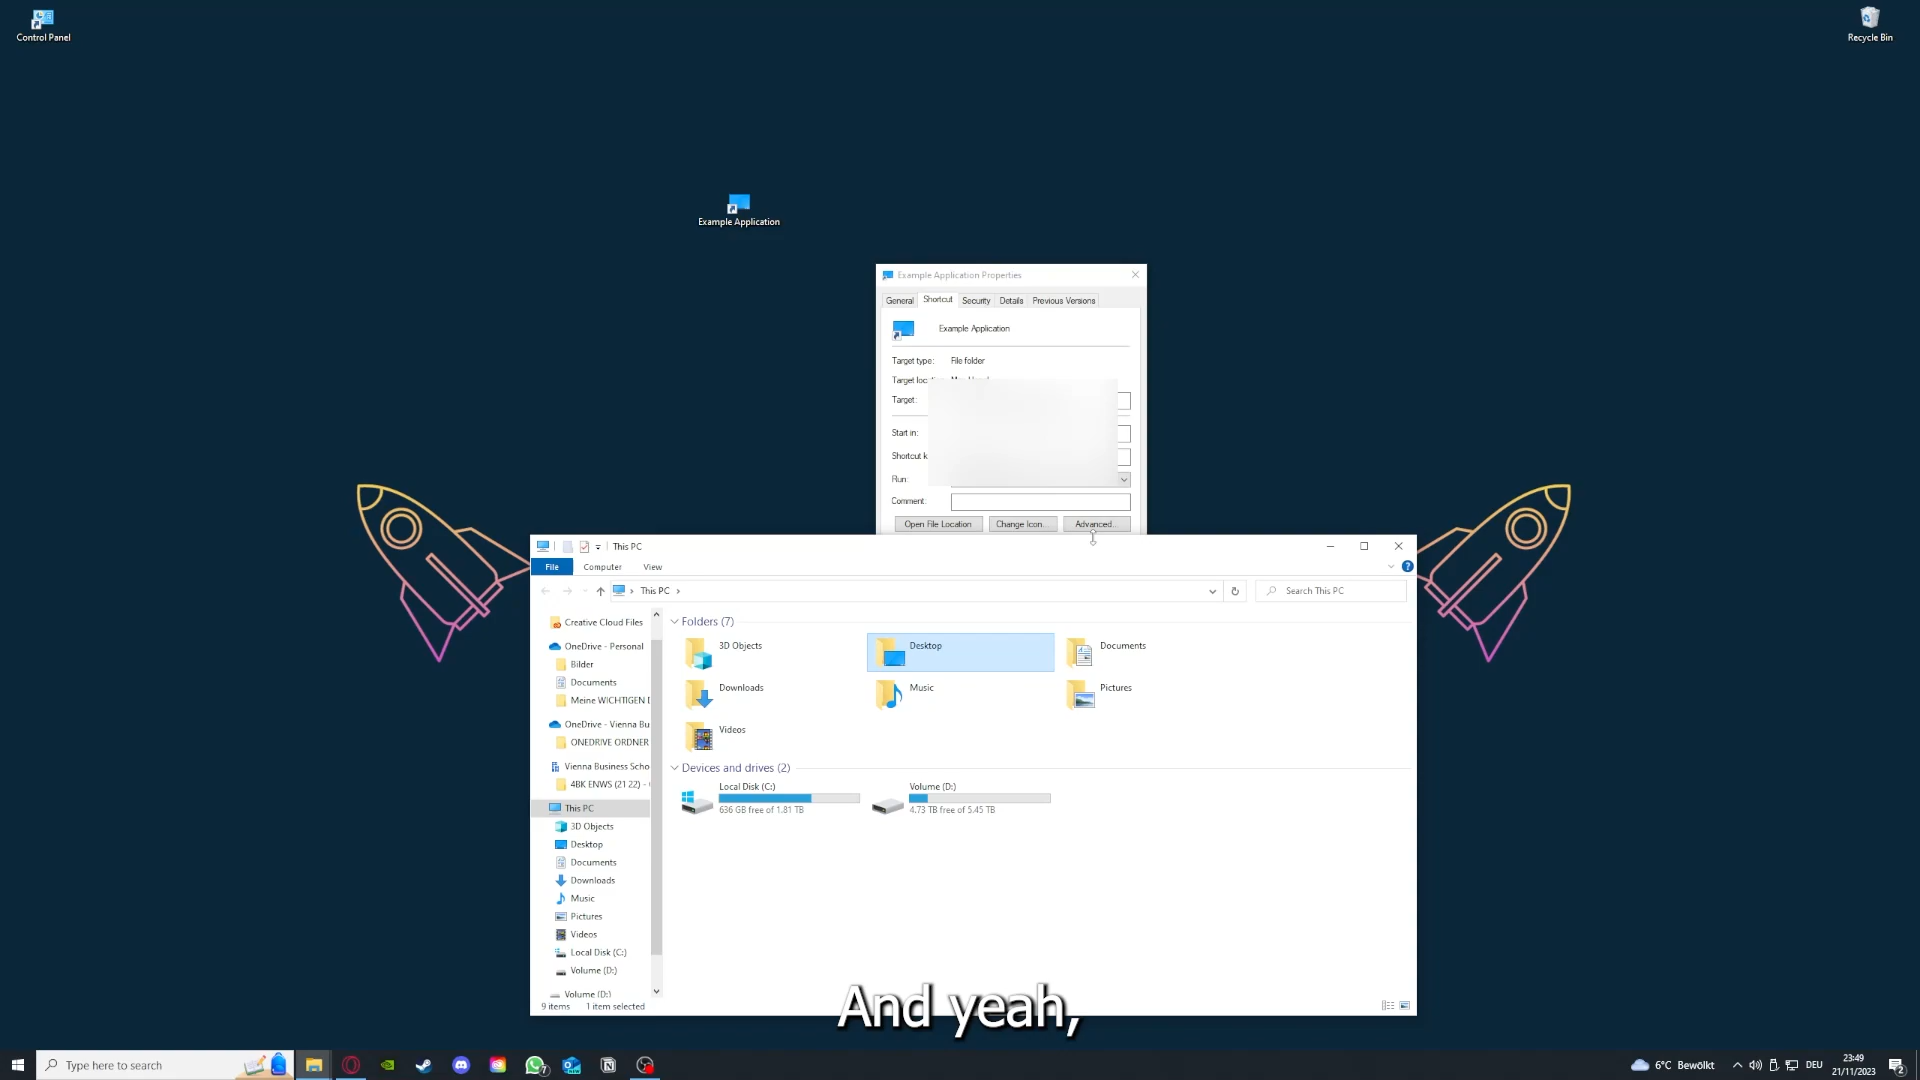 Control Panel
Recycle Bin
Example Application
Example Application Properties
General
Shortcut
Security
Details
Previous Versions
Example Application
Target type:
File folder
Target
Target:
Start in:
Shortcut
Run:
Comment:
Open File Location
Change Icon...
Advanced...
This PC
File
Computer
View
This PC
Search This PC
Creative Cloud Files
OneDrive - Personal
Bilder
Documents
Meine WICHTIGEN
OneDrive - Vienna Bu
ONEDRIVE ORDNER
Vienna Business Scho
4BK ENWS (21 22) -
This PC
3D Objects
Desktop
Documents
Downloads
Music
Pictures
Videos
Local Disk (C:)
Volume (D:)
Volume (D:)
Folders (7)
3D Objects
Desktop
Documents
Downloads
Music
Pictures
Videos
Devices and drives (2)
Local Disk (C:)
636 GB free of 1.81 TB
Volume (D:)
4.73 TB free of 5.45 TB
9 items
1 item selected
And yeah,
Type here to search
7
6°C Bewölkt
DEU
23:49
21/11/2023
2